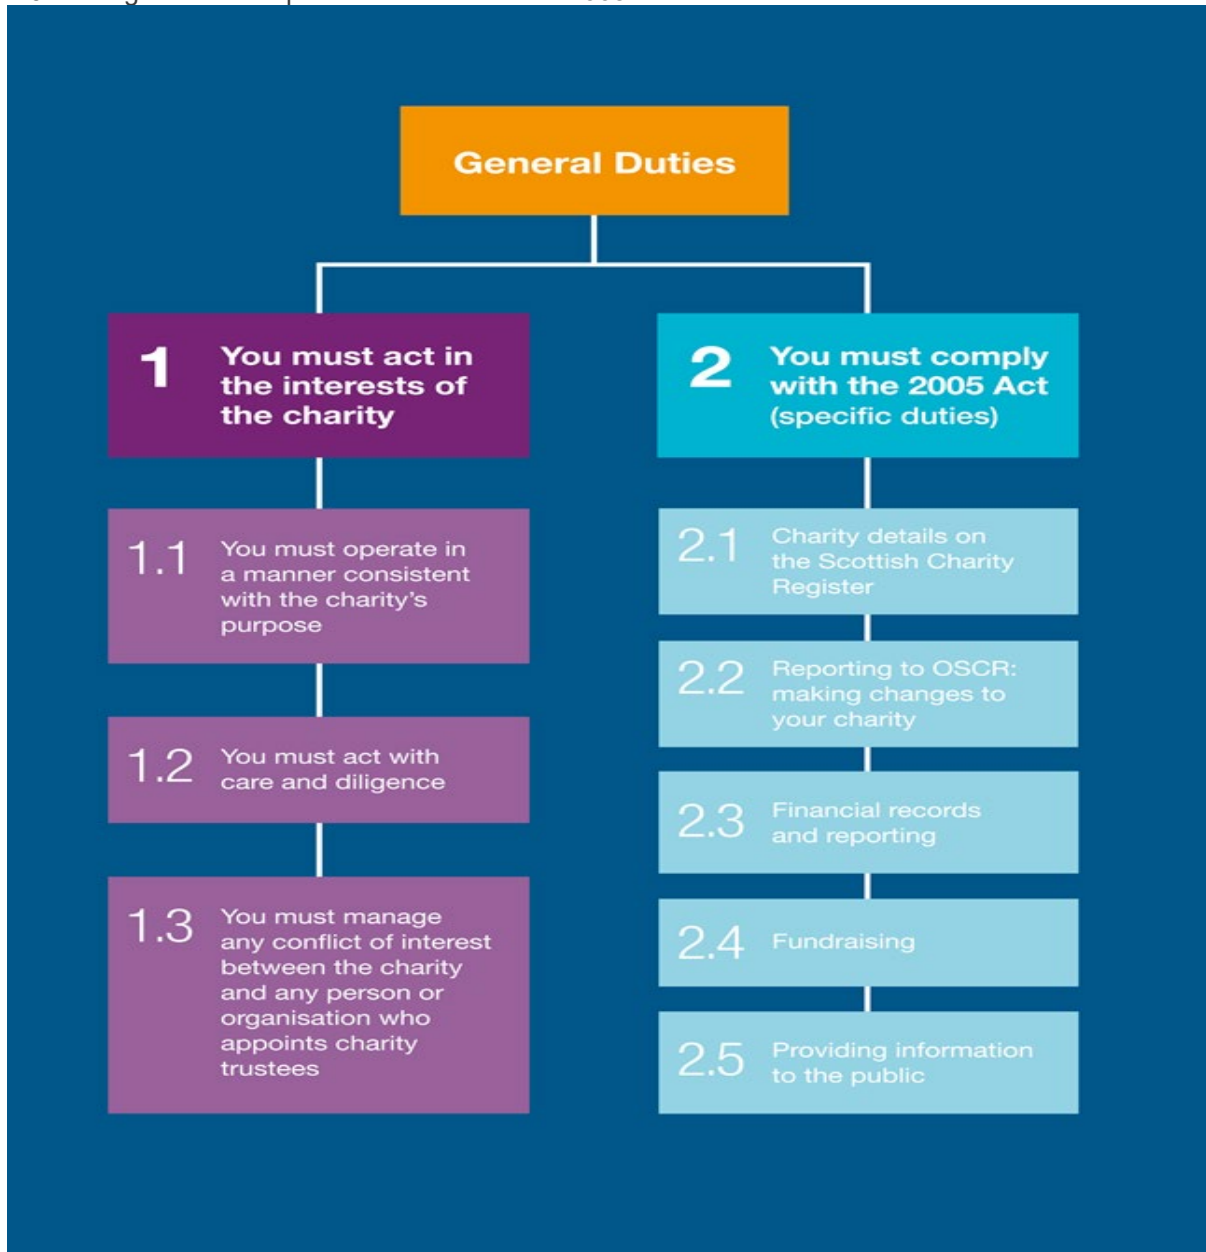 General Duties
1
You must act in
the interests of
the charity
1.1
You must operate in
a manner consistent
with the charity's
purpose
1.2
You must act with
care and diligence
1.3
You must manage
any conflict of interest
between the charity
and any person or
organisation who
appoints charity
trustees
2
You must comply
with the 2005 Act
(specific duties)
2.1
Charity details on
the Scottish Charity
Register
2.2
Reporting to OSCR:
making changes to
your charity
2.3
Financial records
and reporting
2.4
Fundraising
2.5
Providing information
to the public